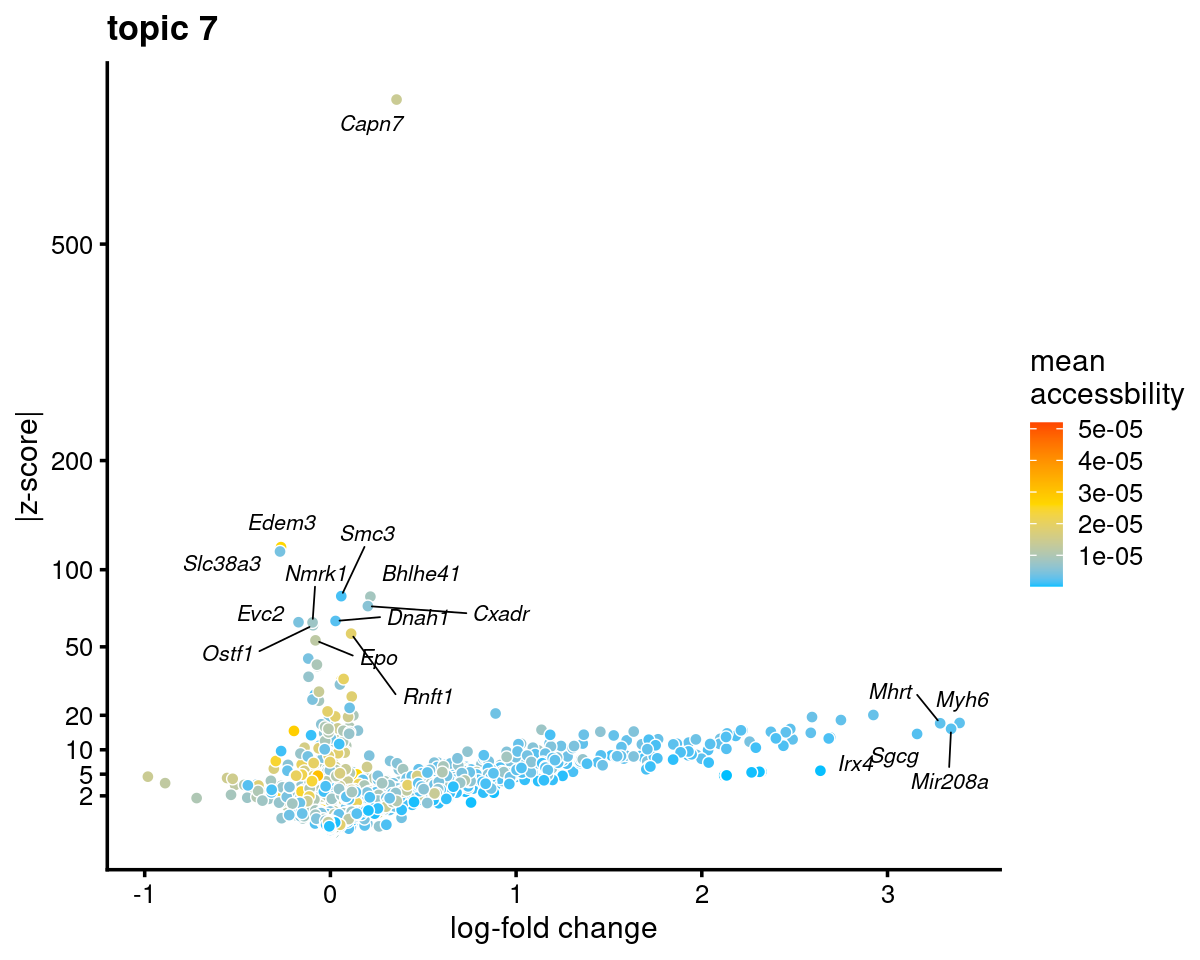 topic 7
Capn7
500
200
100
50
20
10
5
2
|z-score|
Edem3
Smc3
Slc38a3
Nmrk1
Bhlhe41
Evc2
Dnah1
Cxadr
Ostf1
Epo
Rnft1
Mhrt
Myh6
Irx4
Sgcg
Mir208a
-1
0
1
2
3
log-fold change
mean
accessbility
5e-05
4e-05
3e-05
2e-05
1e-05